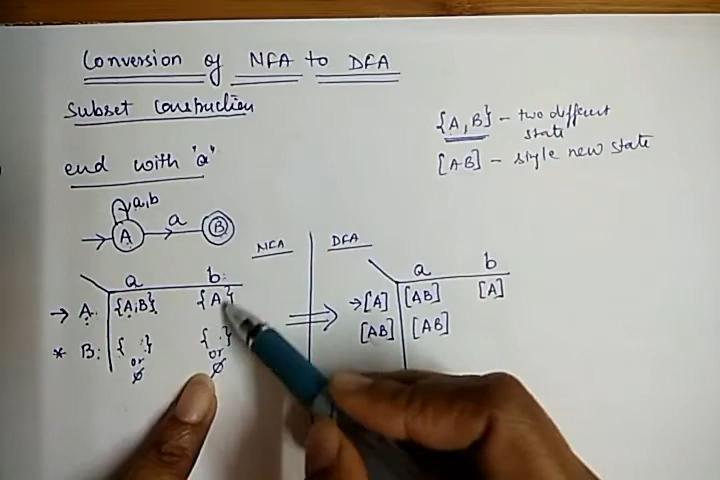 Conversion of NFA to DFA
Subset Construction
{A, B} - two different
state
[AB] - single new state
end with "a"
a,b
a
A
B
NFA
DFA
a b:
→ A: {A,B} {A}
* B: { } { }
or or
ϕ ϕ
a b
→ [A] [AB] [A]
[AB] [AB]